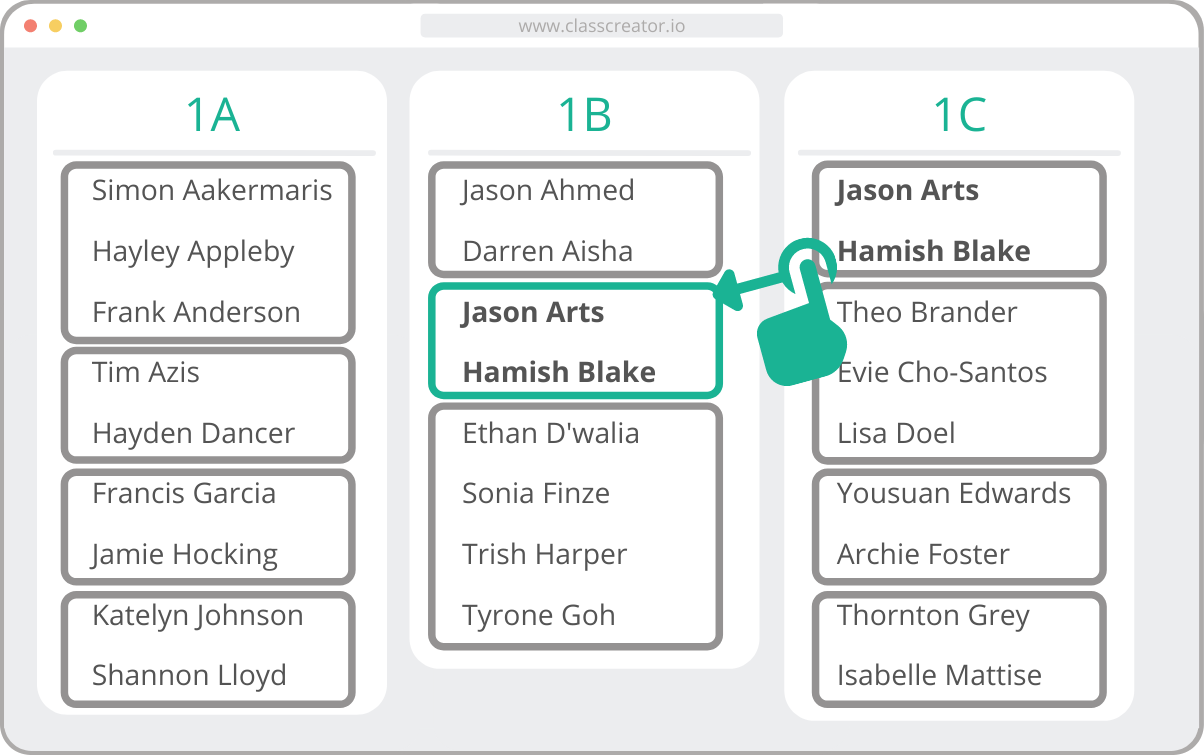 www.classcreator.io
1A
Simon Aakermaris
Hayley Appleby
Frank Anderson
Tim Azis
Hayden Dancer
Francis Garcia
Jamie Hocking
Katelyn Johnson
Shannon Lloyd
1B
Jason Ahmed
Darren Aisha
Jason Arts
Hamish Blake
Ethan D'walia
Sonia Finze
Trish Harper
Tyrone Goh
1C
Jason Arts
Hamish Blake
Theo Brander
Evie Cho-Santos
Lisa Doel
Yousuan Edwards
Archie Foster
Thornton Grey
Isabelle Mattise